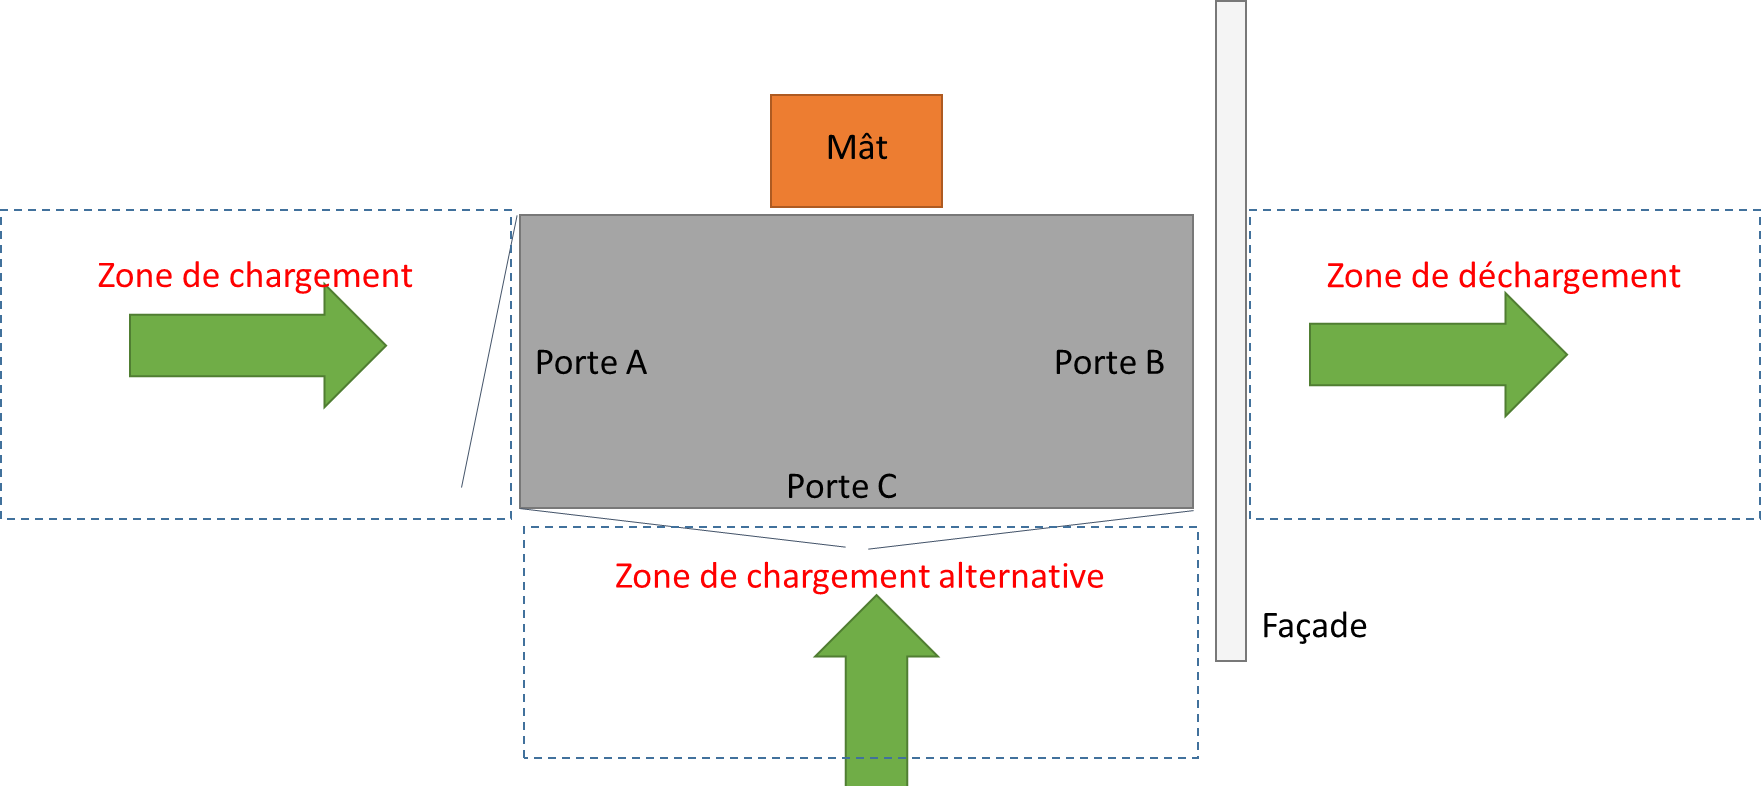 Mât
Zone de chargement
Zone de déchargement
Porte A
Porte B
Porte C
Zone de chargement alternative
Façade